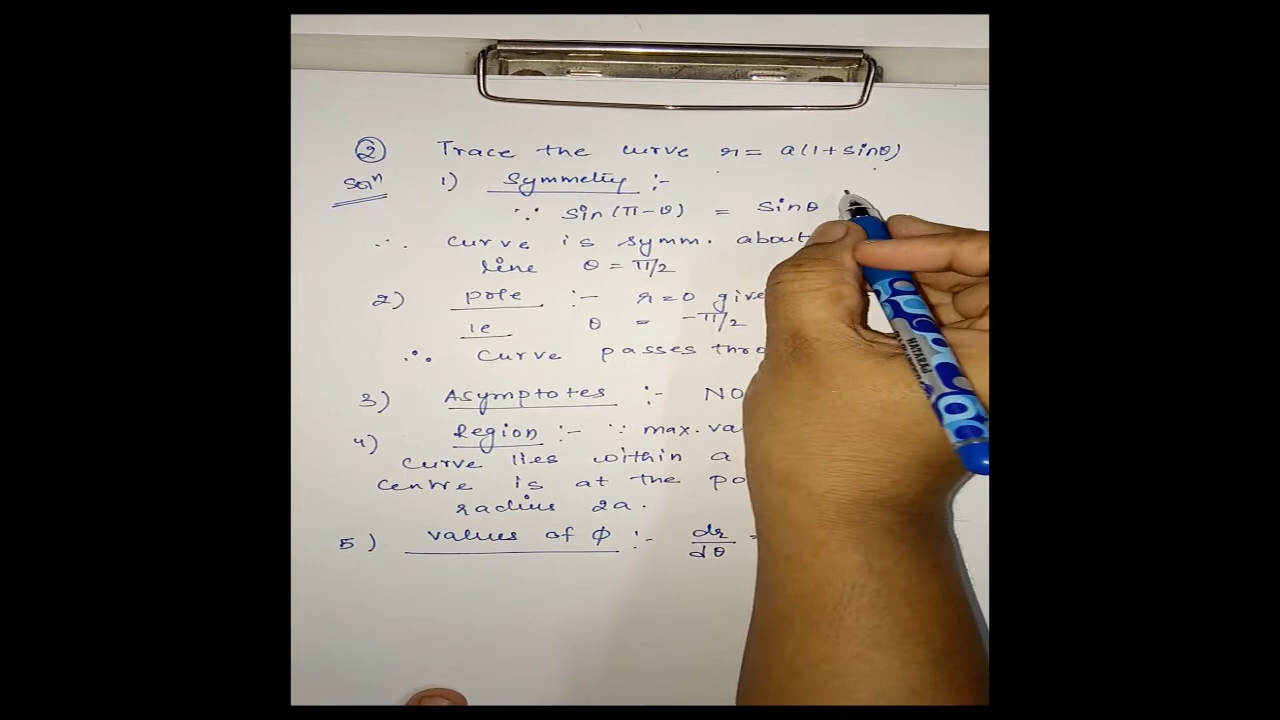 ② Trace the curve r = a(1+sinθ)
Solⁿ 1) Symmetry :-
∵ sin(π-θ) = sinθ
∴ curve is symm. about
line θ = π/2
2) pole :- r=0 give
ie θ = -π/2
∴ Curve passes thro
3) Asymptotes :- NO
4) Region :- ∵ max. va
curve lies within a
centre is at the po
radius 2a.
5) values of ϕ :- dr/dθ =
NATARAJ